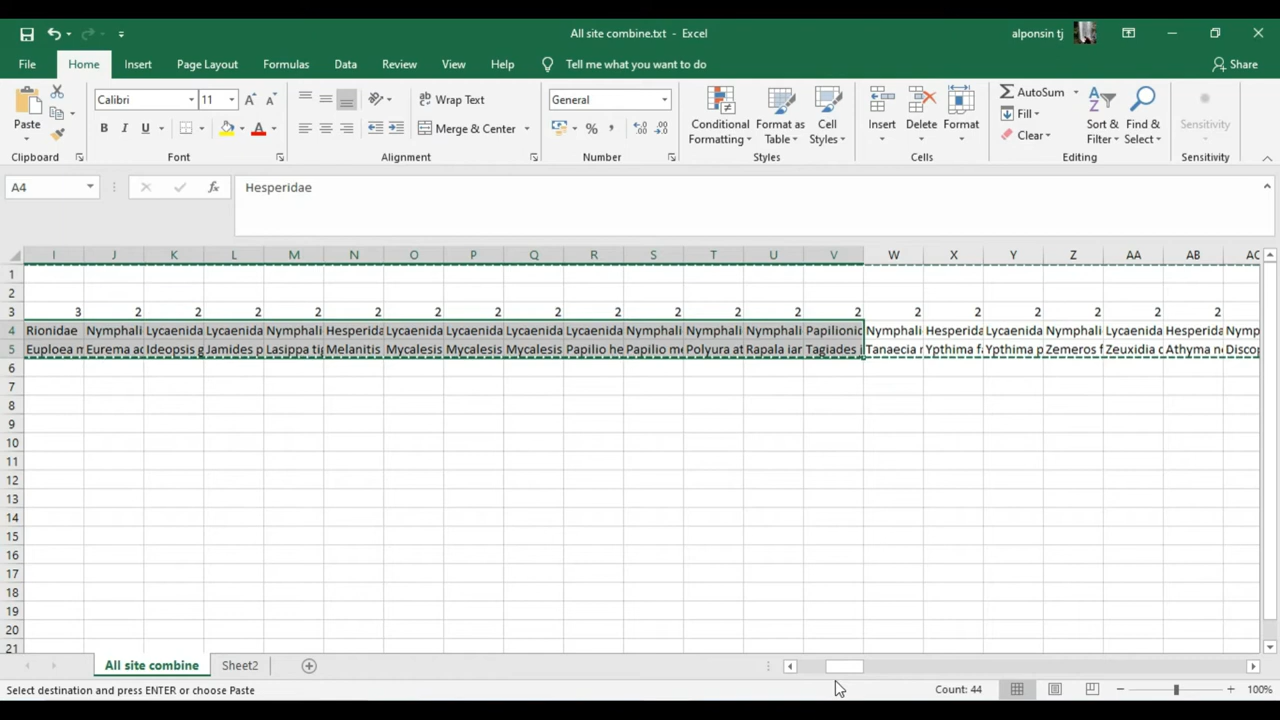 All site combine.txt - Excel
alponsin tj
File Home Insert Page Layout Formulas Data Review View Help Tell me what you want to do Share
Paste
Calibri 11
B I U A
Wrap Text
Merge & Center
General
% ,
Conditional Formatting
Format as Table
Cell Styles
Insert
Delete
Format
AutoSum
Fill
Clear
Sort & Filter
Find & Select
Sensitivity
Clipboard Font Alignment Number Styles Cells Editing Sensitivity
A4 fx Hesperidae
I J K L M N O P Q R S T U V W X Y Z AA AB AC
1
2
3 3 2 2 2 2 2 2 2 2 2 2 2 2 2 2 2 2 2 2 2
4 Rionidae Nymphali Lycaenida Lycaenida Nymphali Hesperida Lycaenida Lycaenida Lycaenida Lycaenida Nymphali Nymphali Nymphali Papilionic Nymphali Hesperida Lycaenida Nymphali Lycaenida Hesperida Nymp
5 Euploea m Eurema ac Ideopsis g Jamides p Lasippa ti Melanitis Mycalesis Mycalesis Mycalesis Papilio he Papilio me Polyura at Rapala iar Tagiades i Tanaecia r Ypthima fa Ypthima p Zemeros f Zeuxidia c Athyma ne Discop
6
7
8
9
10
11
12
13
14
15
16
17
18
19
20
21
All site combine Sheet2
Select destination and press ENTER or choose Paste Count: 44 100%